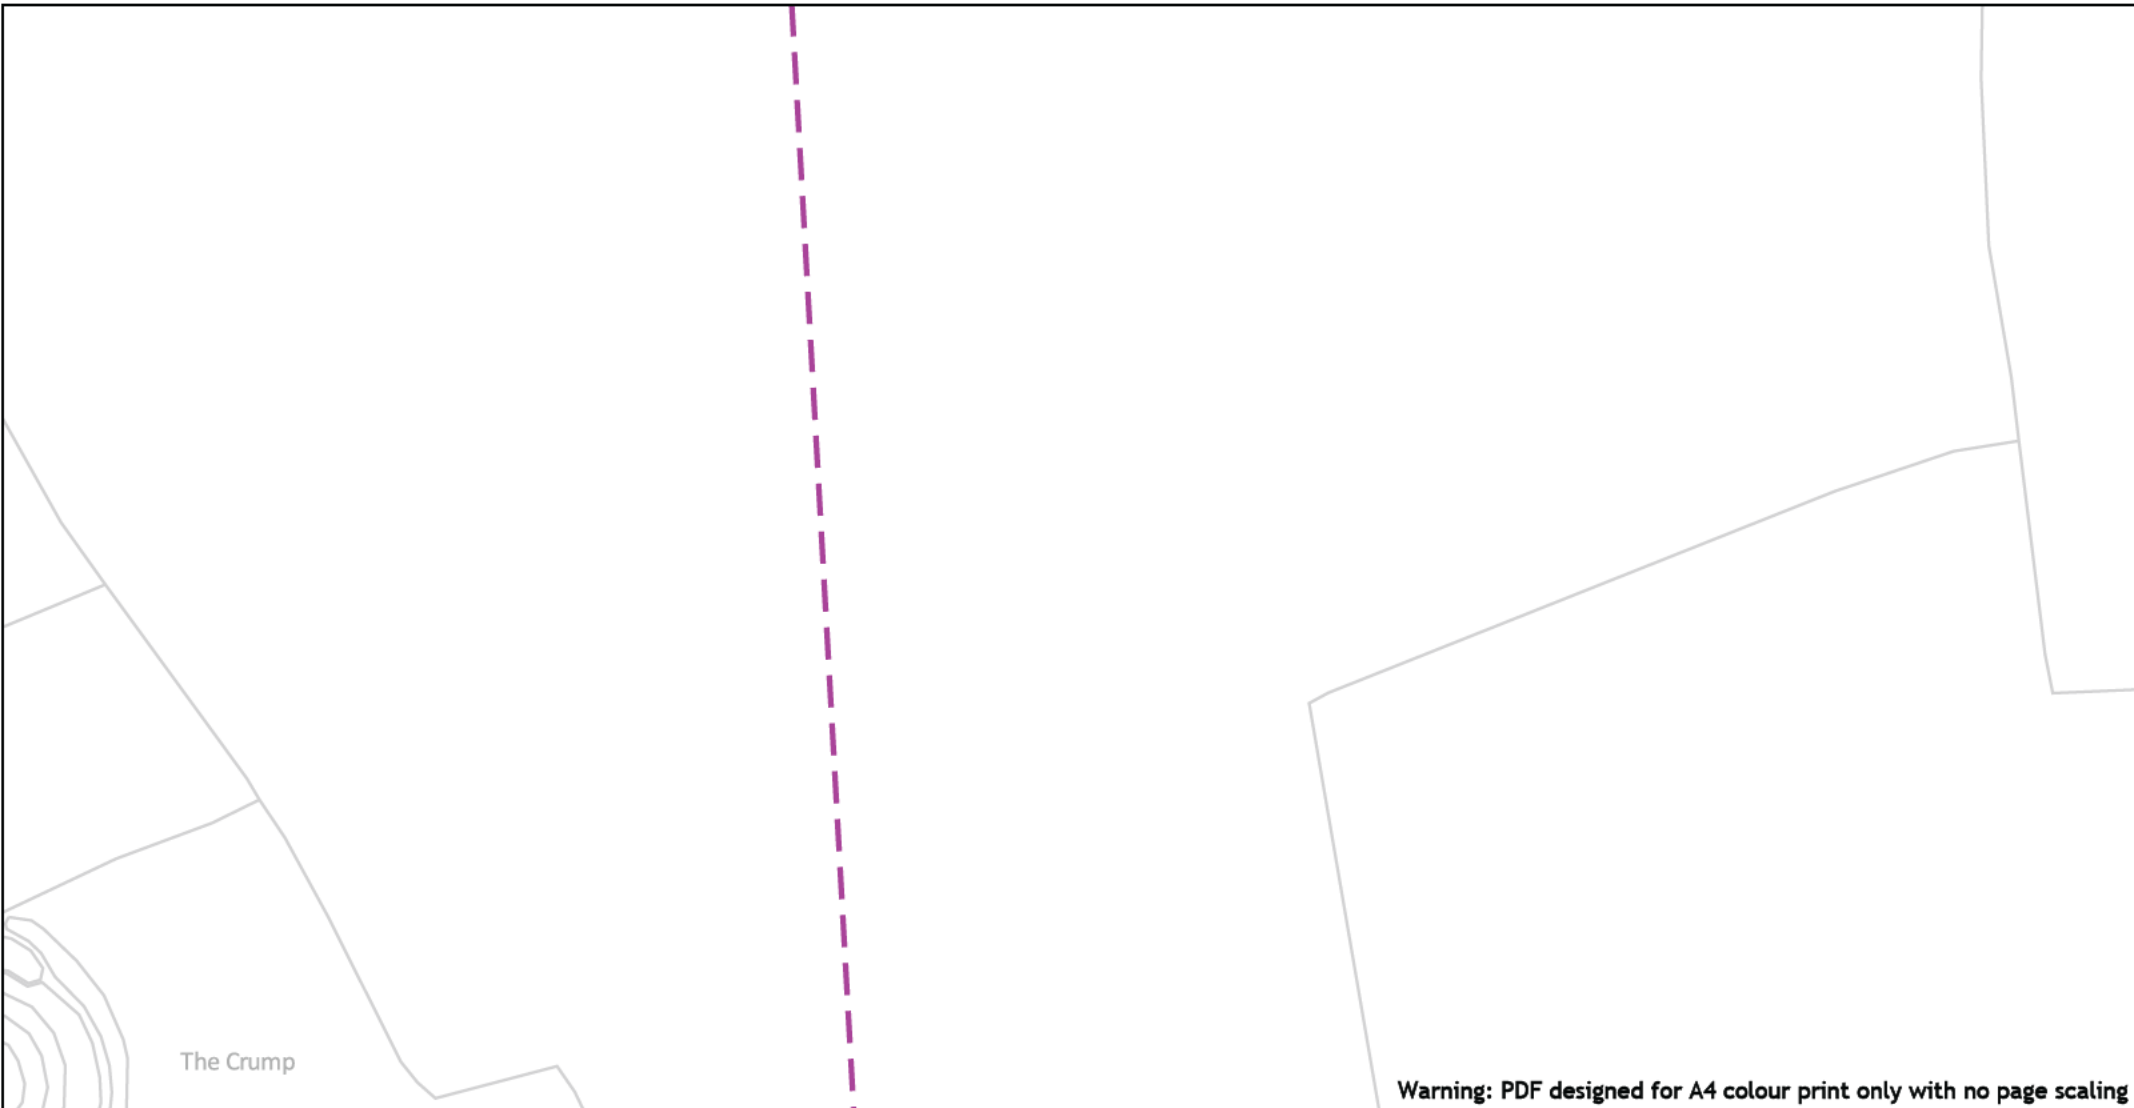 The Crump
Warning: PDF designed for A4 colour print only with no page scaling